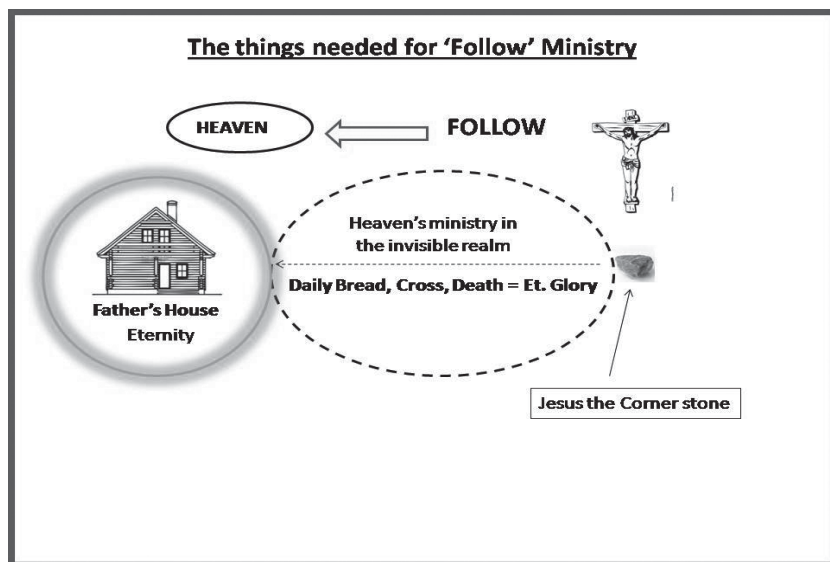 The things needed for ‘Follow’ Ministry
HEAVEN
FOLLOW
Heaven’s ministry in
the invisible realm
Daily Bread, Cross, Death = Et. Glory
Father’s House
Eternity
Jesus the Corner stone